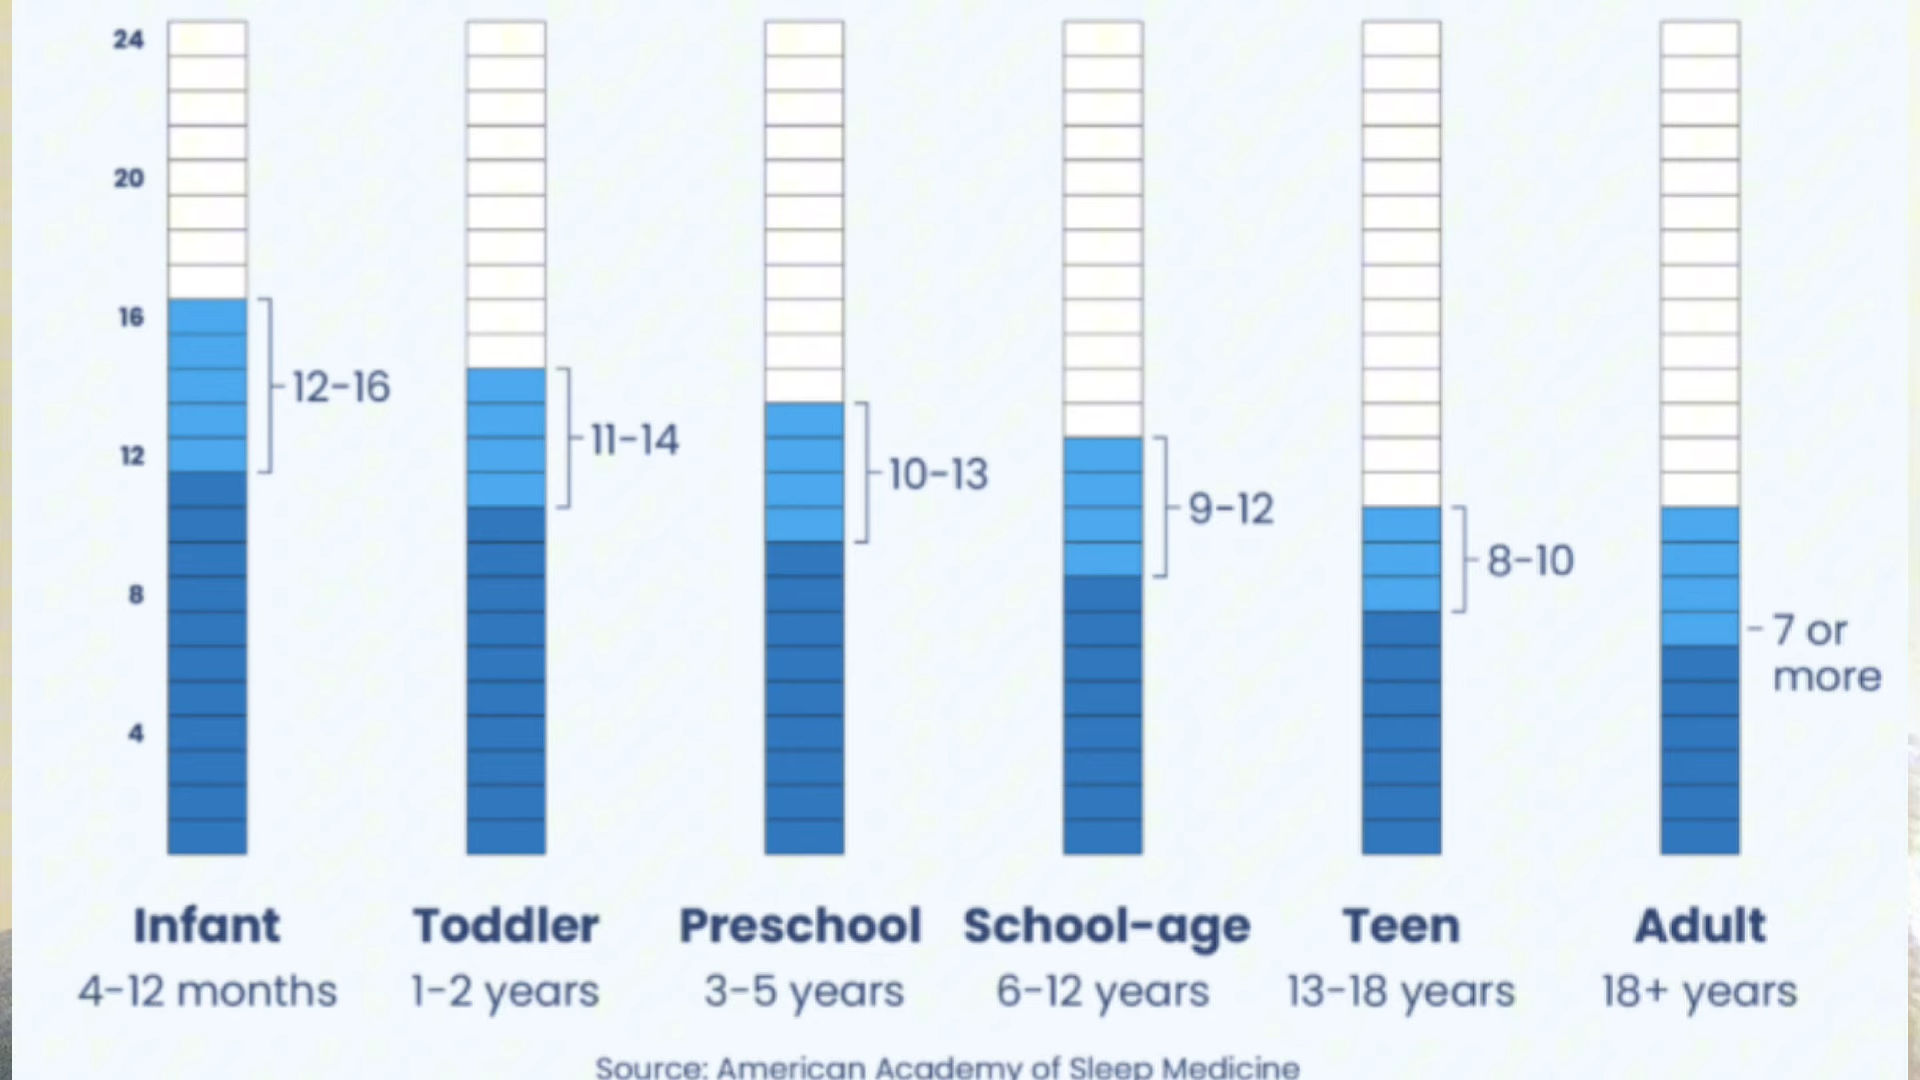 24
20
16
12
8
4
12-16
11-14
10-13
9-12
8-10
7 or
more
Infant
4-12 months
Toddler
1-2 years
Preschool
3-5 years
School-age
6-12 years
Teen
13-18 years
Adult
18+ years
Source: American Academy of Sleep Medicine